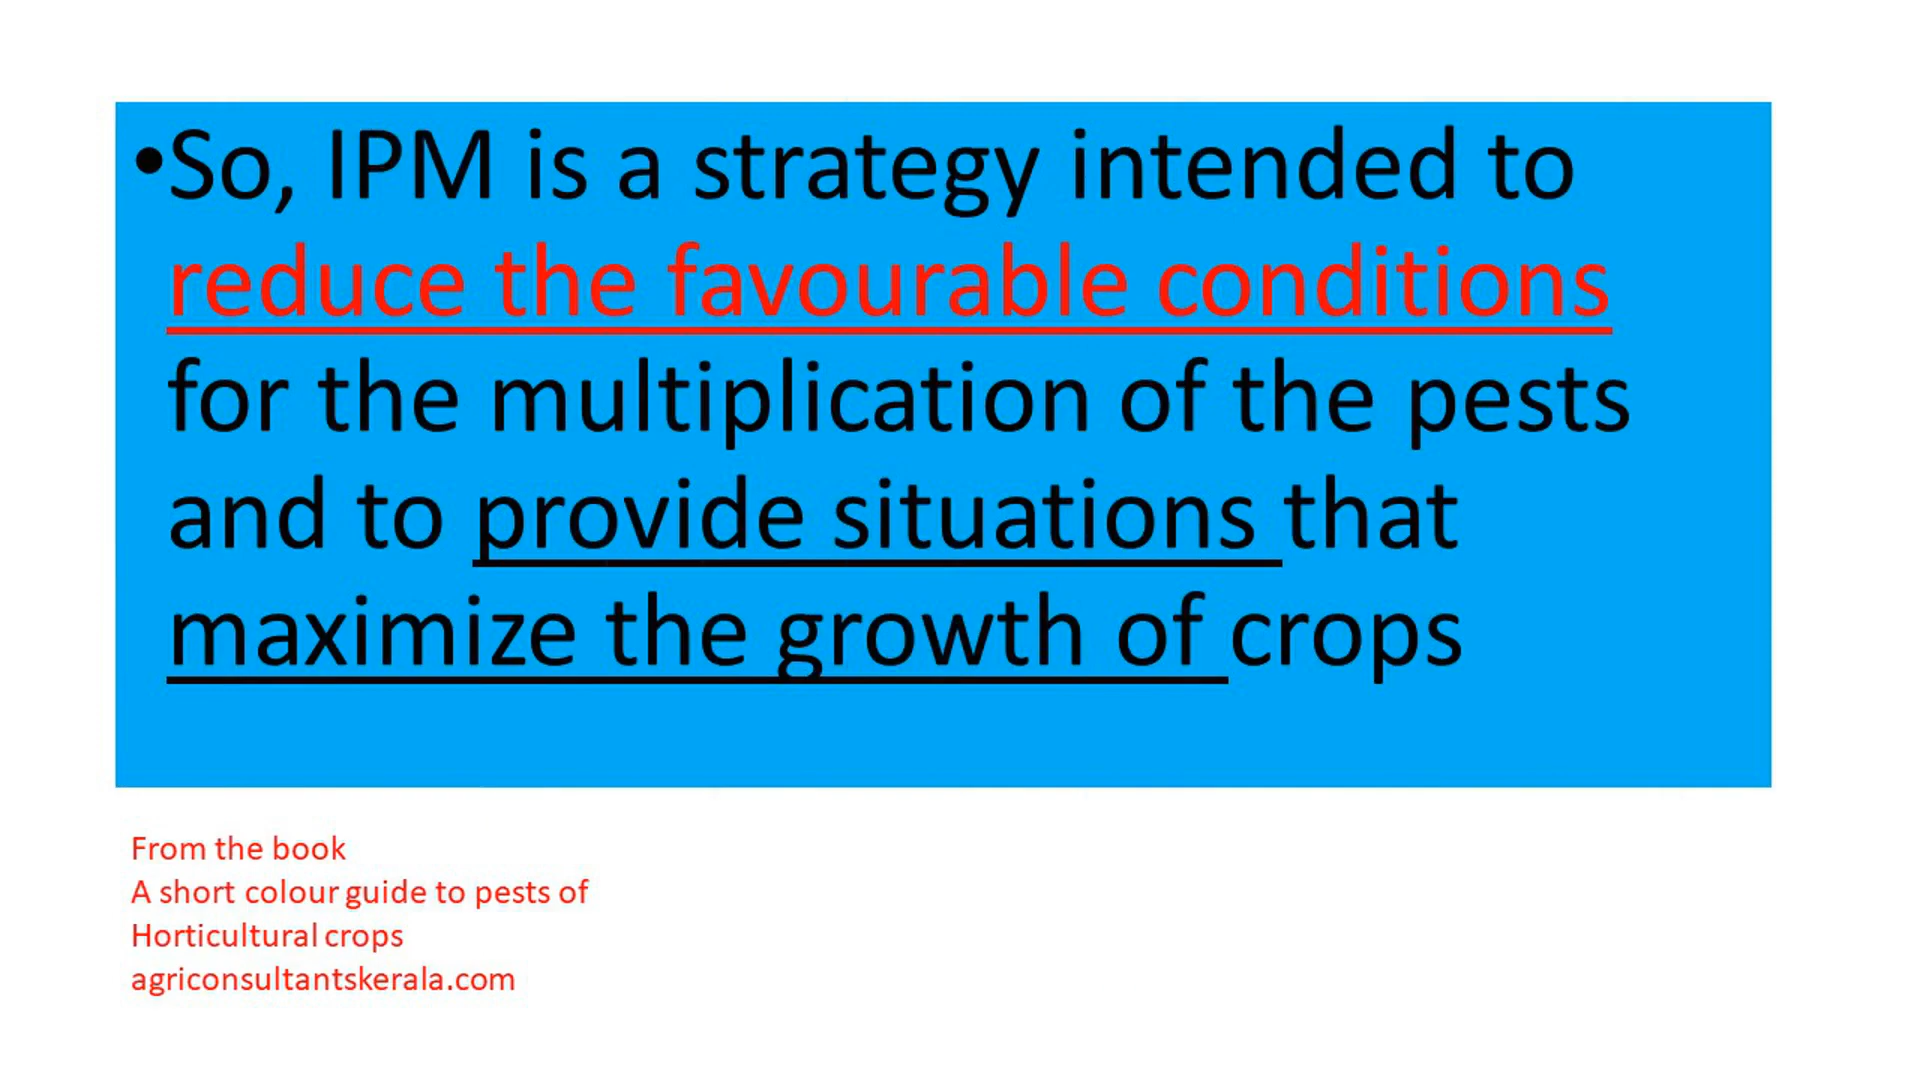 •So, IPM is a strategy intended to
reduce the favourable conditions
for the multiplication of the pests
and to provide situations that
maximize the growth of crops
From the book
A short colour guide to pests of
Horticultural crops
agriconsultantskerala.com